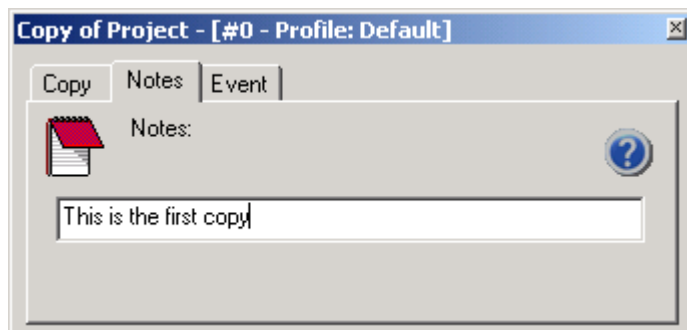 Copy of Project - [#0 - Profile: Default]
Copy Notes Event
Notes:
This is the first copy